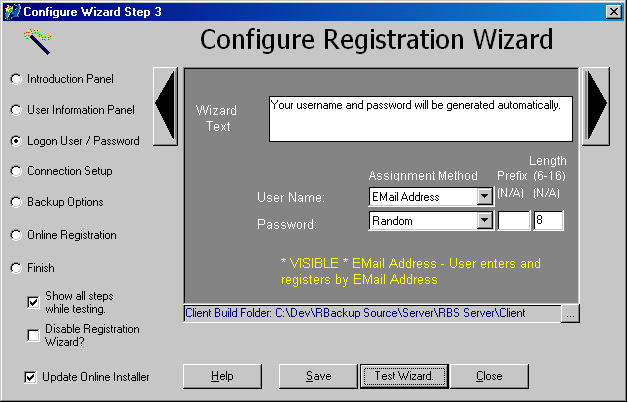 Configure Wizard Step 3
Configure Registration Wizard
Introduction Panel
User Information Panel
Logon User / Password
Connection Setup
Backup Options
Online Registration
Finish
Show all steps
while testing.
Disable Registration
Wizard?
Update Online Installer
Wizard
Text
Your username and password will be generated automatically.
Length
Assignment Method Prefix (6-16)
User Name: EMail Address (N/A) (N/A)
Password: Random 8
* VISIBLE * EMail Address - User enters and
registers by EMail Address
Client Build Folder: C:\Dev\RBackup Source\Server\RBS Server\Client ...
Help Save Test Wizard. Close